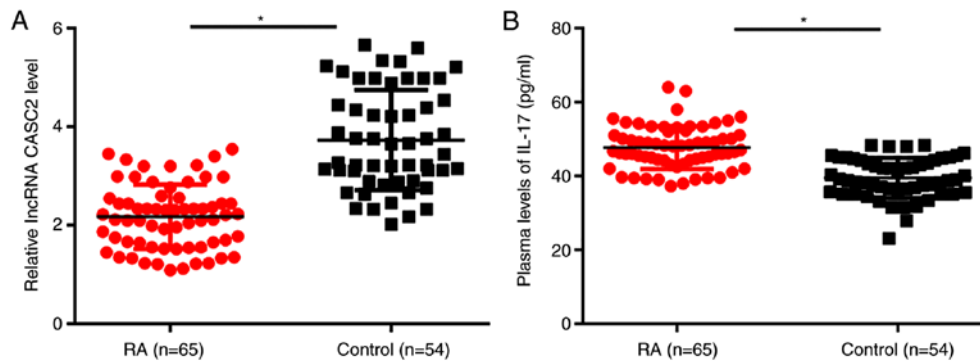 A
*
Relative lncRNA CASC2 level
6
4
2
0
RA (n=65)
Control (n=54)
B
*
Plasma levels of IL-17 (pg/ml)
80
60
40
20
0
RA (n=65)
Control (n=54)